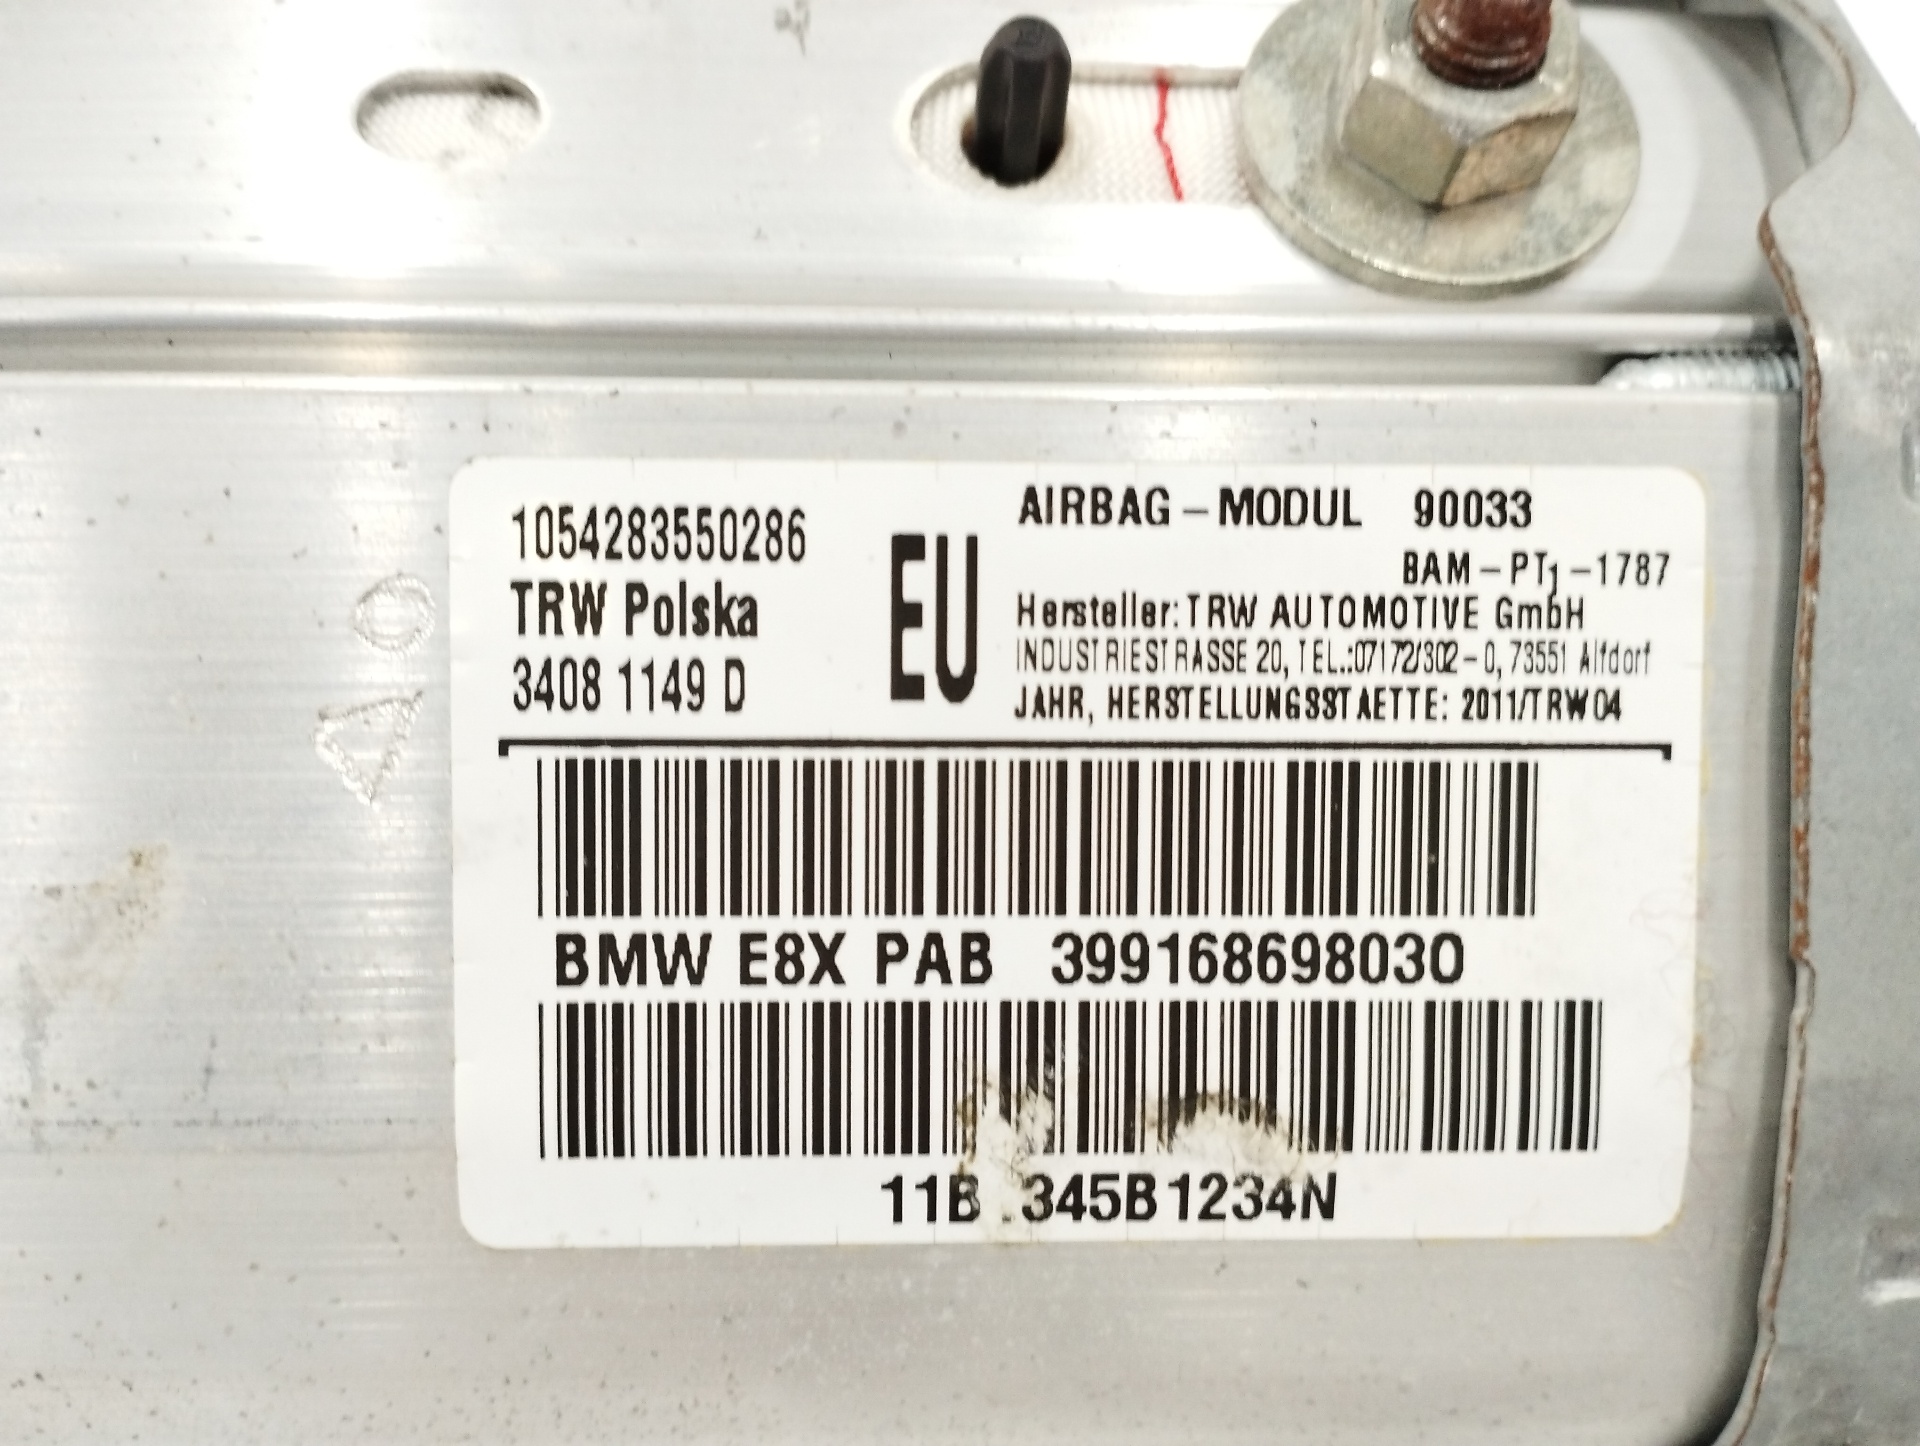 1054283550286
TRW Polska
3408 1149 D
EU
AIRBAG-MODUL 90033
BAM-PT1-1787
Hersteller: TRW AUTOMOTIVE GmbH
INDUSTRIESTRASSE 20, TEL.:07172/302-0, 73551 Alfdorf
JAHR, HERSTELLUNGSSTAETTE: 2011/TRW04
BMW E8X PAB 399168698030
345B1234N